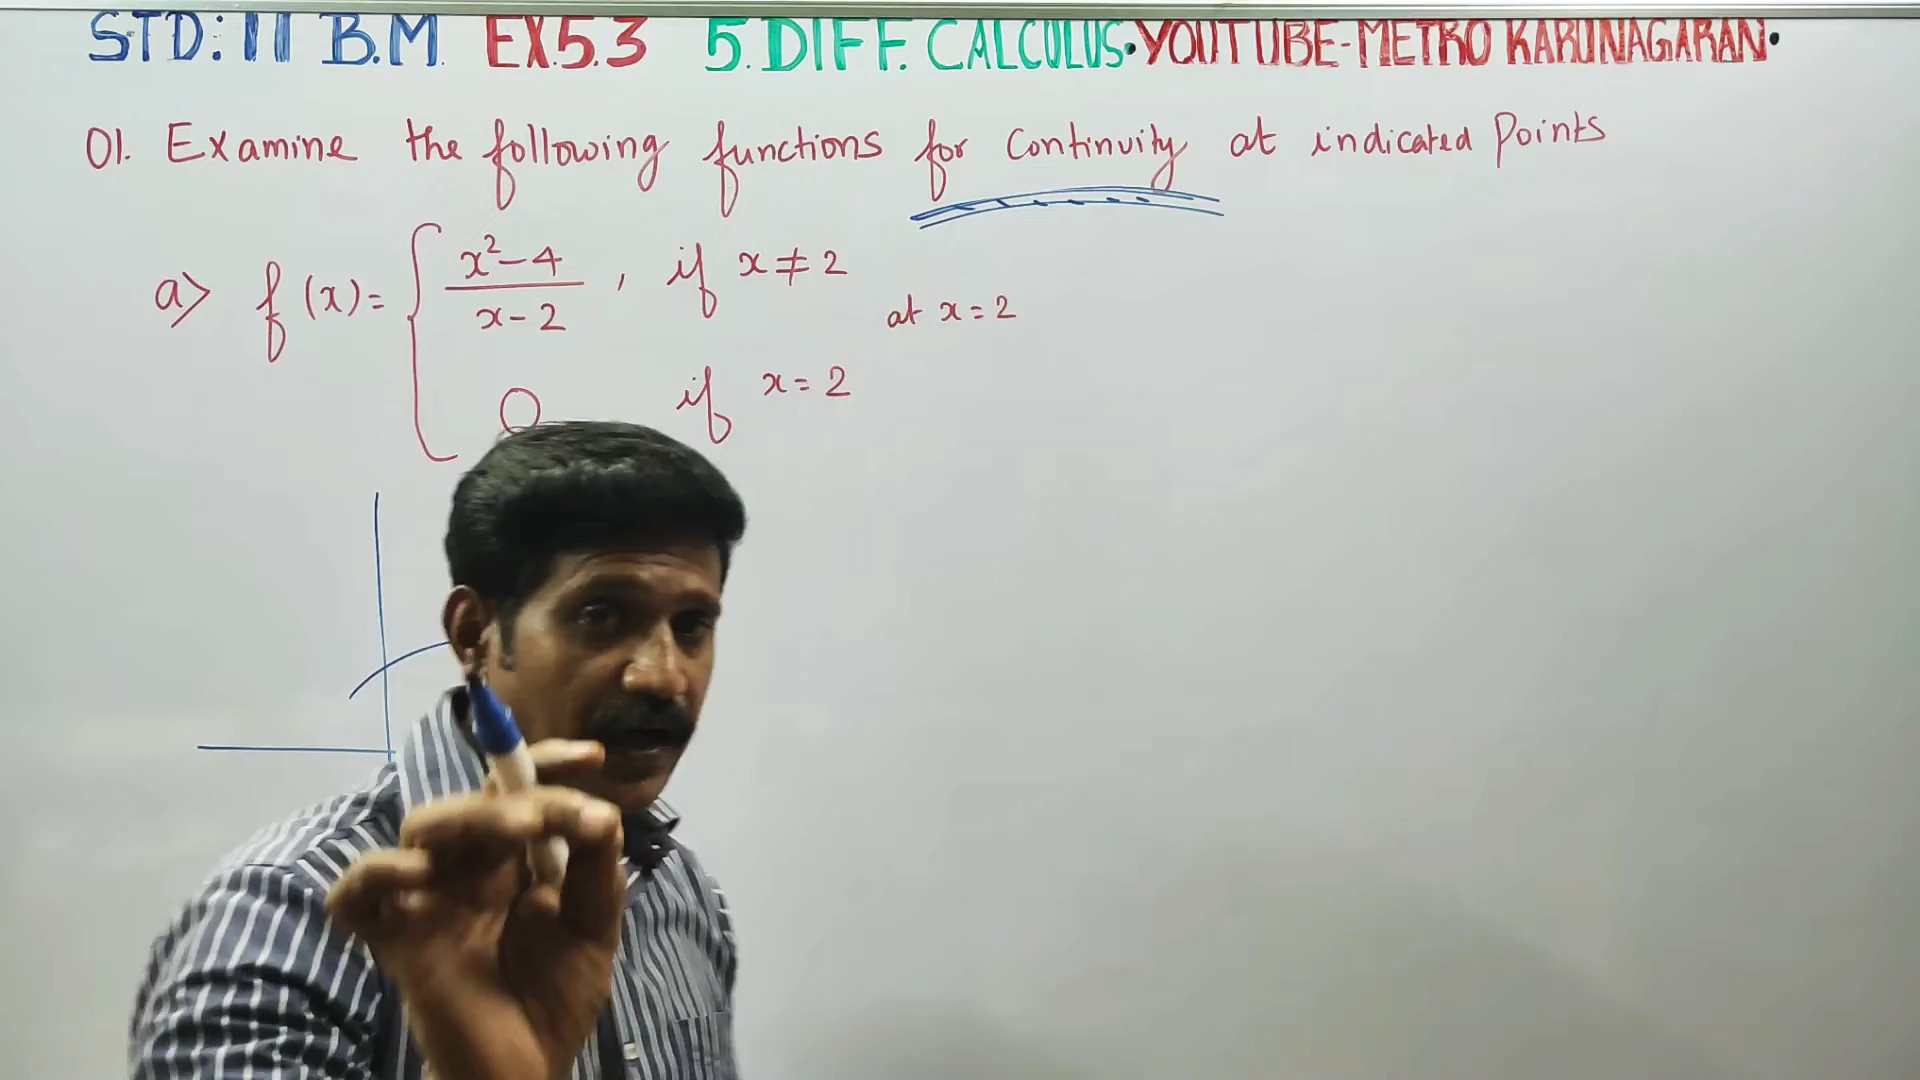 STD: 11 B.M. EX.5.3 5. DIFF. CALCULUS • YOUTUBE-METRO KARUNAGARAN •
01. Examine the following functions for continuity at indicated Points
a) f(x) = { x²-4 / x-2 , if x ≠ 2
at x = 2
0 if x = 2